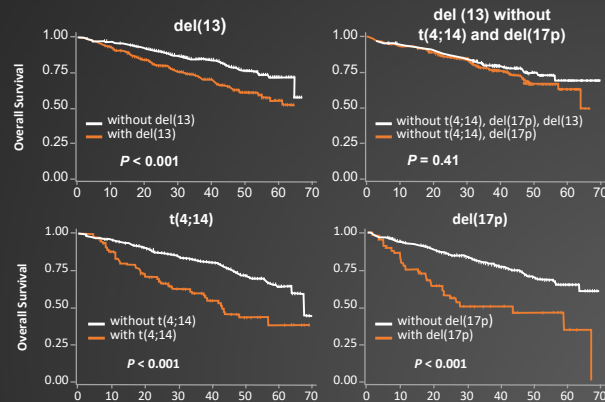 del(13)
Overall Survival
1.00
0.75
0.50
0.25
0.00
without del(13)
with del(13)
P < 0.001
0 10 20 30 40 50 60 70
del (13) without
t(4;14) and del(17p)
1.00
0.75
0.50
0.25
0.00
without t(4;14), del(17p), del(13)
without t(4;14), del(17p)
P = 0.41
0 10 20 30 40 50 60 70
t(4;14)
Overall Survival
1.00
0.75
0.50
0.25
0.00
without t(4;14)
with t(4;14)
P < 0.001
0 10 20 30 40 50 60 70
del(17p)
1.00
0.75
0.50
0.25
0.00
without del(17p)
with del(17p)
P < 0.001
0 10 20 30 40 50 60 70